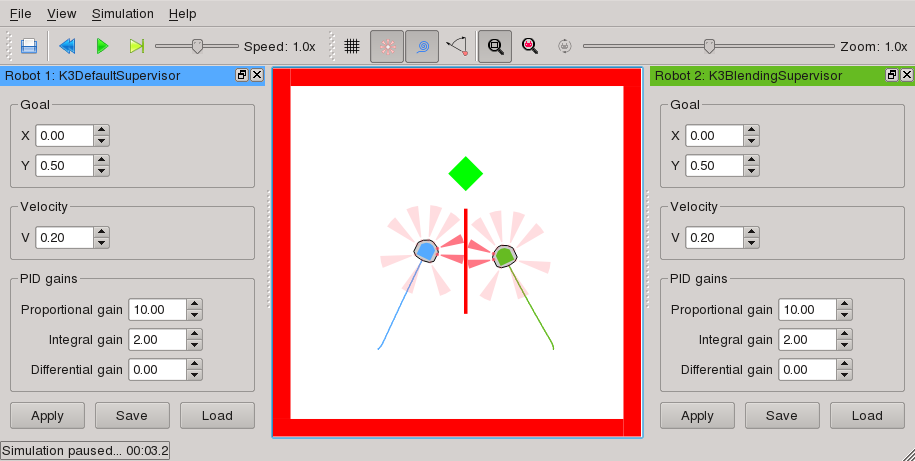 File View Simulation Help
Speed: 1.0x Zoom: 1.0x
Robot 1: K3DefaultSupervisor
Goal
X 0.00
Y 0.50
Velocity
V 0.20
PID gains
Proportional gain 10.00
Integral gain 2.00
Differential gain 0.00
Apply Save Load
Robot 2: K3BlendingSupervisor
Goal
X 0.00
Y 0.50
Velocity
V 0.20
PID gains
Proportional gain 10.00
Integral gain 2.00
Differential gain 0.00
Apply Save Load
Simulation paused... 00:03.2